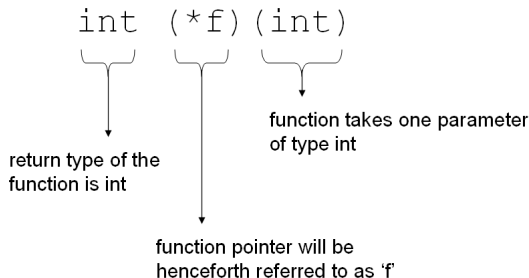 int (*f)(int)
function takes one parameter
of type int
return type of the
function is int
function pointer will be
henceforth referred to as ‘f’